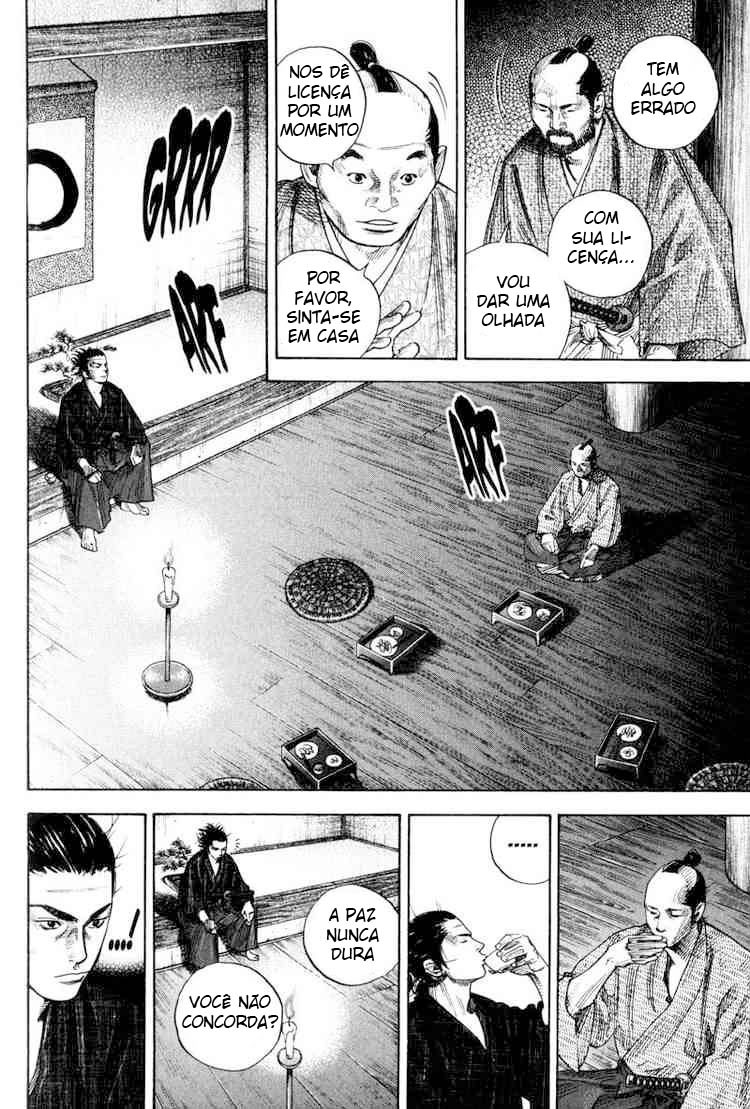 TEM
ALGO
ERRADO
COM
SUA LI-
CENÇA...
VOU
DAR UMA
OLHADA
NOS DÊ
LICENÇA
POR UM
MOMENTO
POR
FAVOR,
SINTA-SE
EM CASA
GRRR
ARF
ARF
.....
A PAZ
NUNCA
DURA
VOCÊ NÃO
CONCORDA?
....!